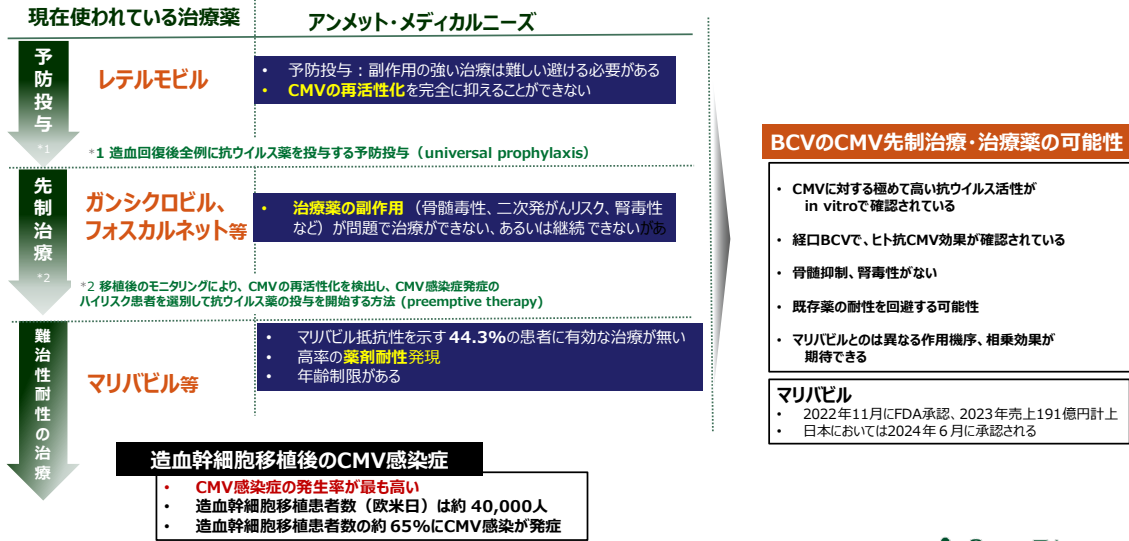 現在使われている治療薬
アンメット・メディカルニーズ
予防投与
*1
レテルモビル
• 予防投与：副作用の強い治療は難しい避ける必要がある
• CMVの再活性化を完全に抑えることができない
*1 造血回復後全例に抗ウイルス薬を投与する予防投与（universal prophylaxis）
先制治療
*2
ガンシクロビル、
フォスカルネット等
• 治療薬の副作用（骨髄毒性、二次発がんリスク、腎毒性
など）が問題で治療ができない、あるいは継続できないがあ
*2 移植後のモニタリングにより、CMVの再活性化を検出し、CMV感染症発症の
ハイリスク患者を選別して抗ウイルス薬の投与を開始する方法 (preemptive therapy)
難治性耐性の治療
マリバビル等
• マリバビル抵抗性を示す44.3%の患者に有効な治療が無い
• 高率の薬剤耐性発現
• 年齢制限がある
造血幹細胞移植後のCMV感染症
• CMV感染症の発生率が最も高い
• 造血幹細胞移植患者数（欧米日）は約 40,000人
• 造血幹細胞移植患者数の約 65%にCMV感染が発症
BCVのCMV先制治療・治療薬の可能性
• CMVに対する極めて高い抗ウイルス活性が
in vitroで確認されている
• 経口BCVで、ヒト抗CMV効果が確認されている
• 骨髄抑制、腎毒性がない
• 既存薬の耐性を回避する可能性
• マリバビルとのは異なる作用機序、相乗効果が
期待できる
マリバビル
• 2022年11月にFDA承認、2023年売上191億円計上
• 日本においては2024年６月に承認される